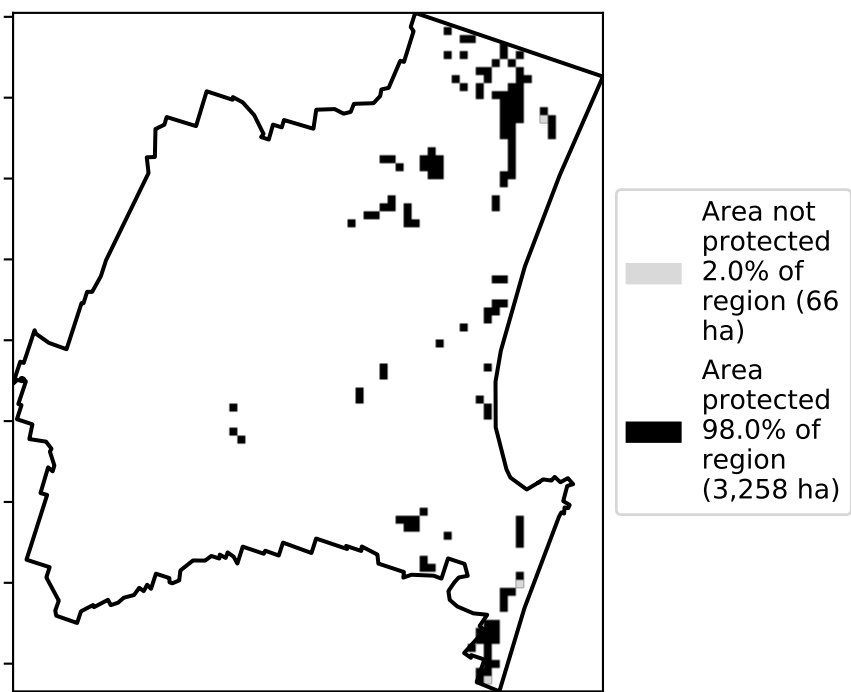 Area not
protected
2.0% of
region (66
ha)
Area
protected
98.0% of
region
(3,258 ha)